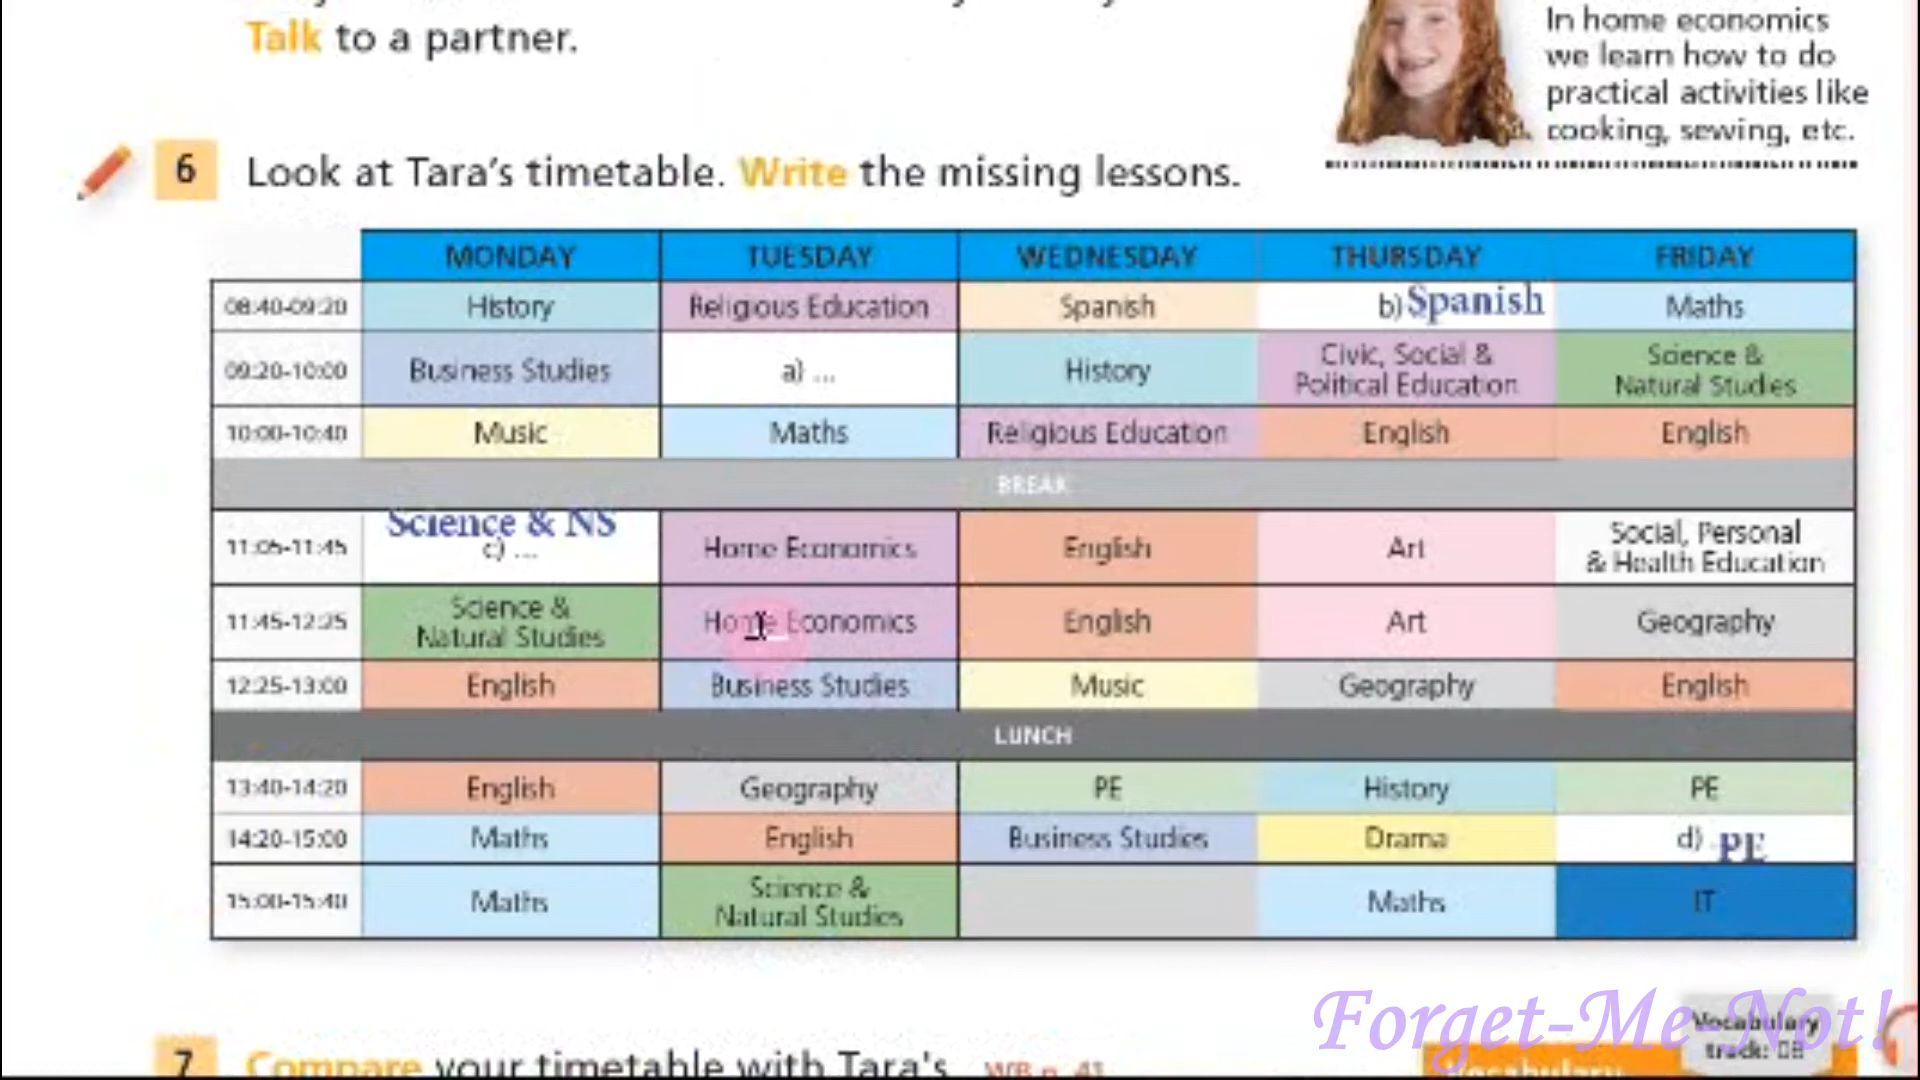 Talk to a partner.
In home economics
we learn how to do
practical activities like
cooking, sewing, etc.
6 Look at Tara's timetable. Write the missing lessons.
MONDAY TUESDAY WEDNESDAY THURSDAY FRIDAY
08:40-09:20 History Religious Education Spanish b) Spanish Maths
09:20-10:00 Business Studies a) ... History Civic, Social & Political Education Science & Natural Studies
10:00-10:40 Music Maths Religious Education English English
BREAK
11:05-11:45 Science & NS c) ... Home Economics English Art Social, Personal & Health Education
11:45-12:25 Science & Natural Studies Home Economics English Art Geography
12:25-13:00 English Business Studies Music Geography English
LUNCH
13:40-14:20 English Geography PE History PE
14:20-15:00 Maths English Business Studies Drama d) PE
15:00-15:40 Maths Science & Natural Studies Maths IT
7 Compare your timetable with Tara's. WB p. 41
Vocabulary
track: 08
Vocabulary
Forget-Me-Not!